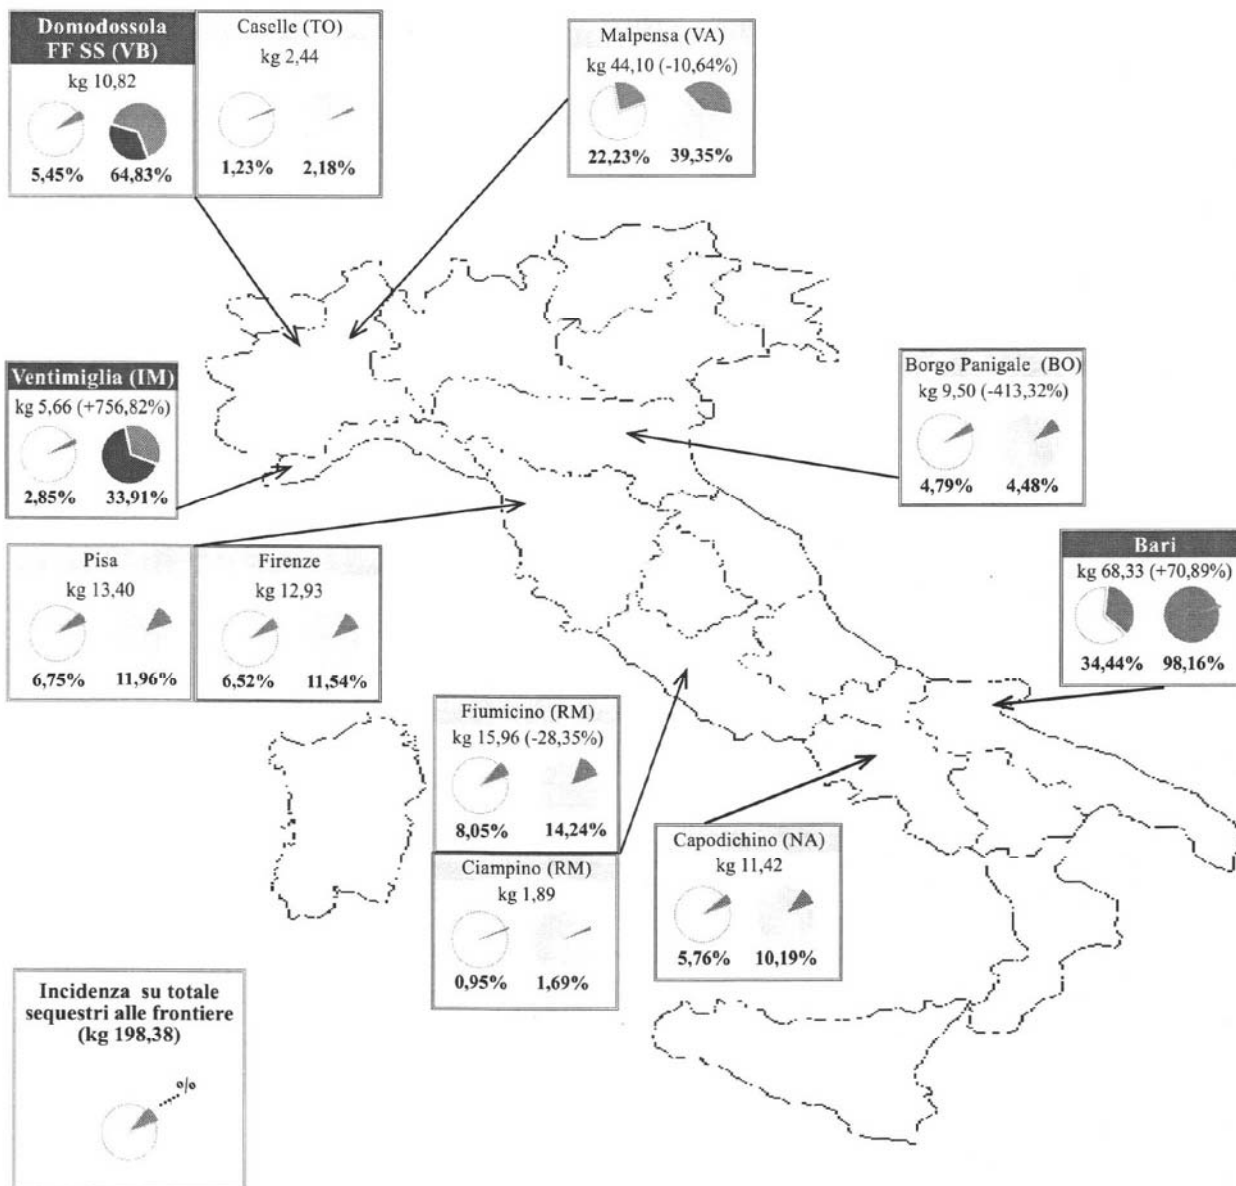 Domodossola
FF SS (VB)
kg 10,82
5,45% 64,83%
Caselle (TO)
kg 2,44
1,23% 2,18%
Malpensa (VA)
kg 44,10 (-10,64%)
22,23% 39,35%
Ventimiglia (IM)
kg 5,66 (+756,82%)
2,85% 33,91%
Borgo Panigale (BO)
kg 9,50 (-413,32%)
4,79% 4,48%
Pisa
kg 13,40
6,75% 11,96%
Firenze
kg 12,93
6,52% 11,54%
Bari
kg 68,33 (+70,89%)
34,44% 98,16%
Fiumicino (RM)
kg 15,96 (-28,35%)
8,05% 14,24%
Ciampino (RM)
kg 1,89
0,95% 1,69%
Capodichino (NA)
kg 11,42
5,76% 10,19%
Incidenza su totale
sequestri alle frontiere
(kg 198,38)
%